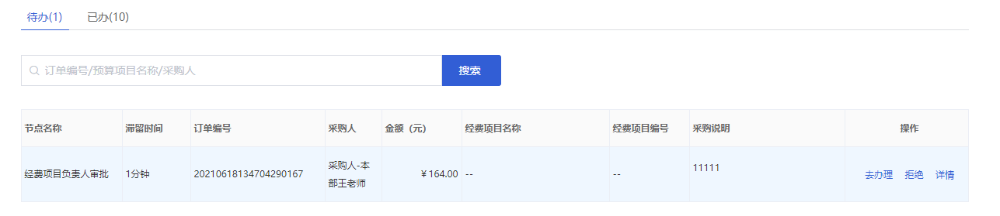 待办(1) 已办(10)
订单编号/预算项目名称/采购人 搜索
节点名称 滞留时间 订单编号 采购人 金额（元） 经费项目名称 经费项目编号 采购说明 操作
经费项目负责人审批 1分钟 20210618134704290167 采购人-本部王老师 ￥164.00 -- -- 11111 去办理 拒绝 详情